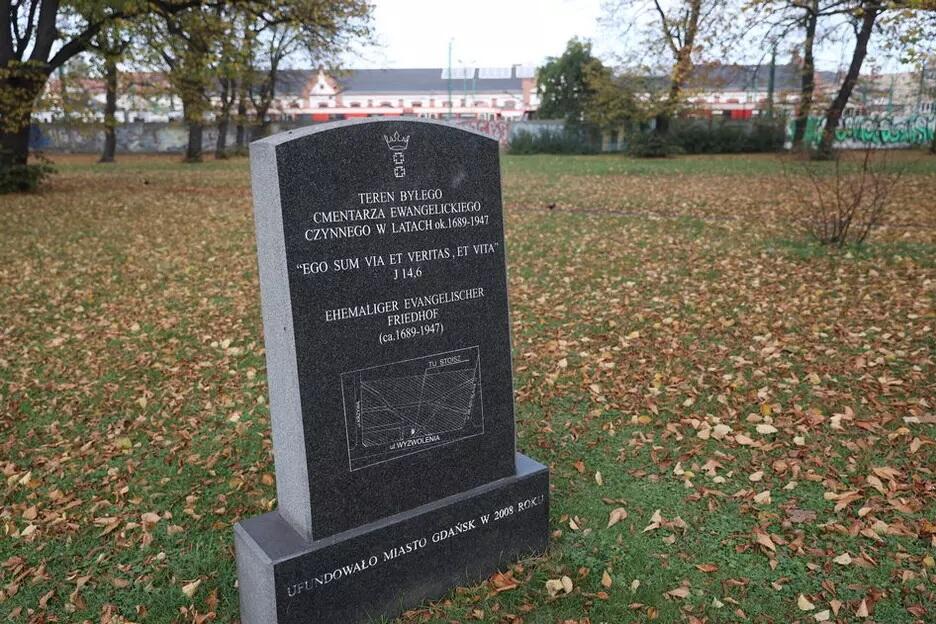 TEREN BYŁEGO
CMENTARZA EWANGELICKIEGO
CZYNNEGO W LATACH ok.1689-1947
"EGO SUM VIA ET VERITAS, ET VITA"
J 14,6
EHEMALIGER EVANGELISCHER
FRIEDHOF
(ca.1689-1947)
TU STOISZ
ul.WYZWOLENIA
UFUNDOWAŁO MIASTO GDAŃSK W 2008 ROKU